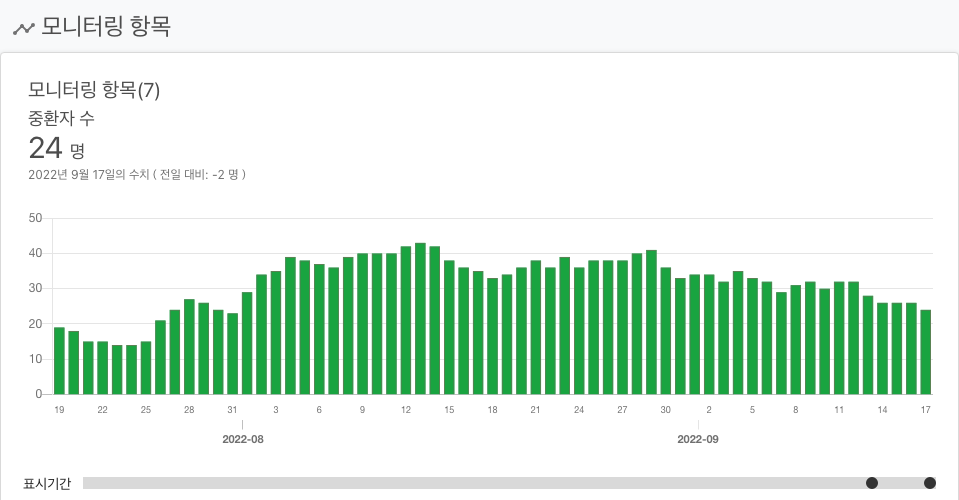 모니터링 항목
모니터링 항목(7)
중환자 수
24 명
2022년 9월 17일의 수치 ( 전일 대비: -2 명 )
50
40
30
20
10
0
19 22 25 28 31 3 6 9 12 15 18 21 24 27 30 2 5 8 11 14 17
2022-08 2022-09
표시기간